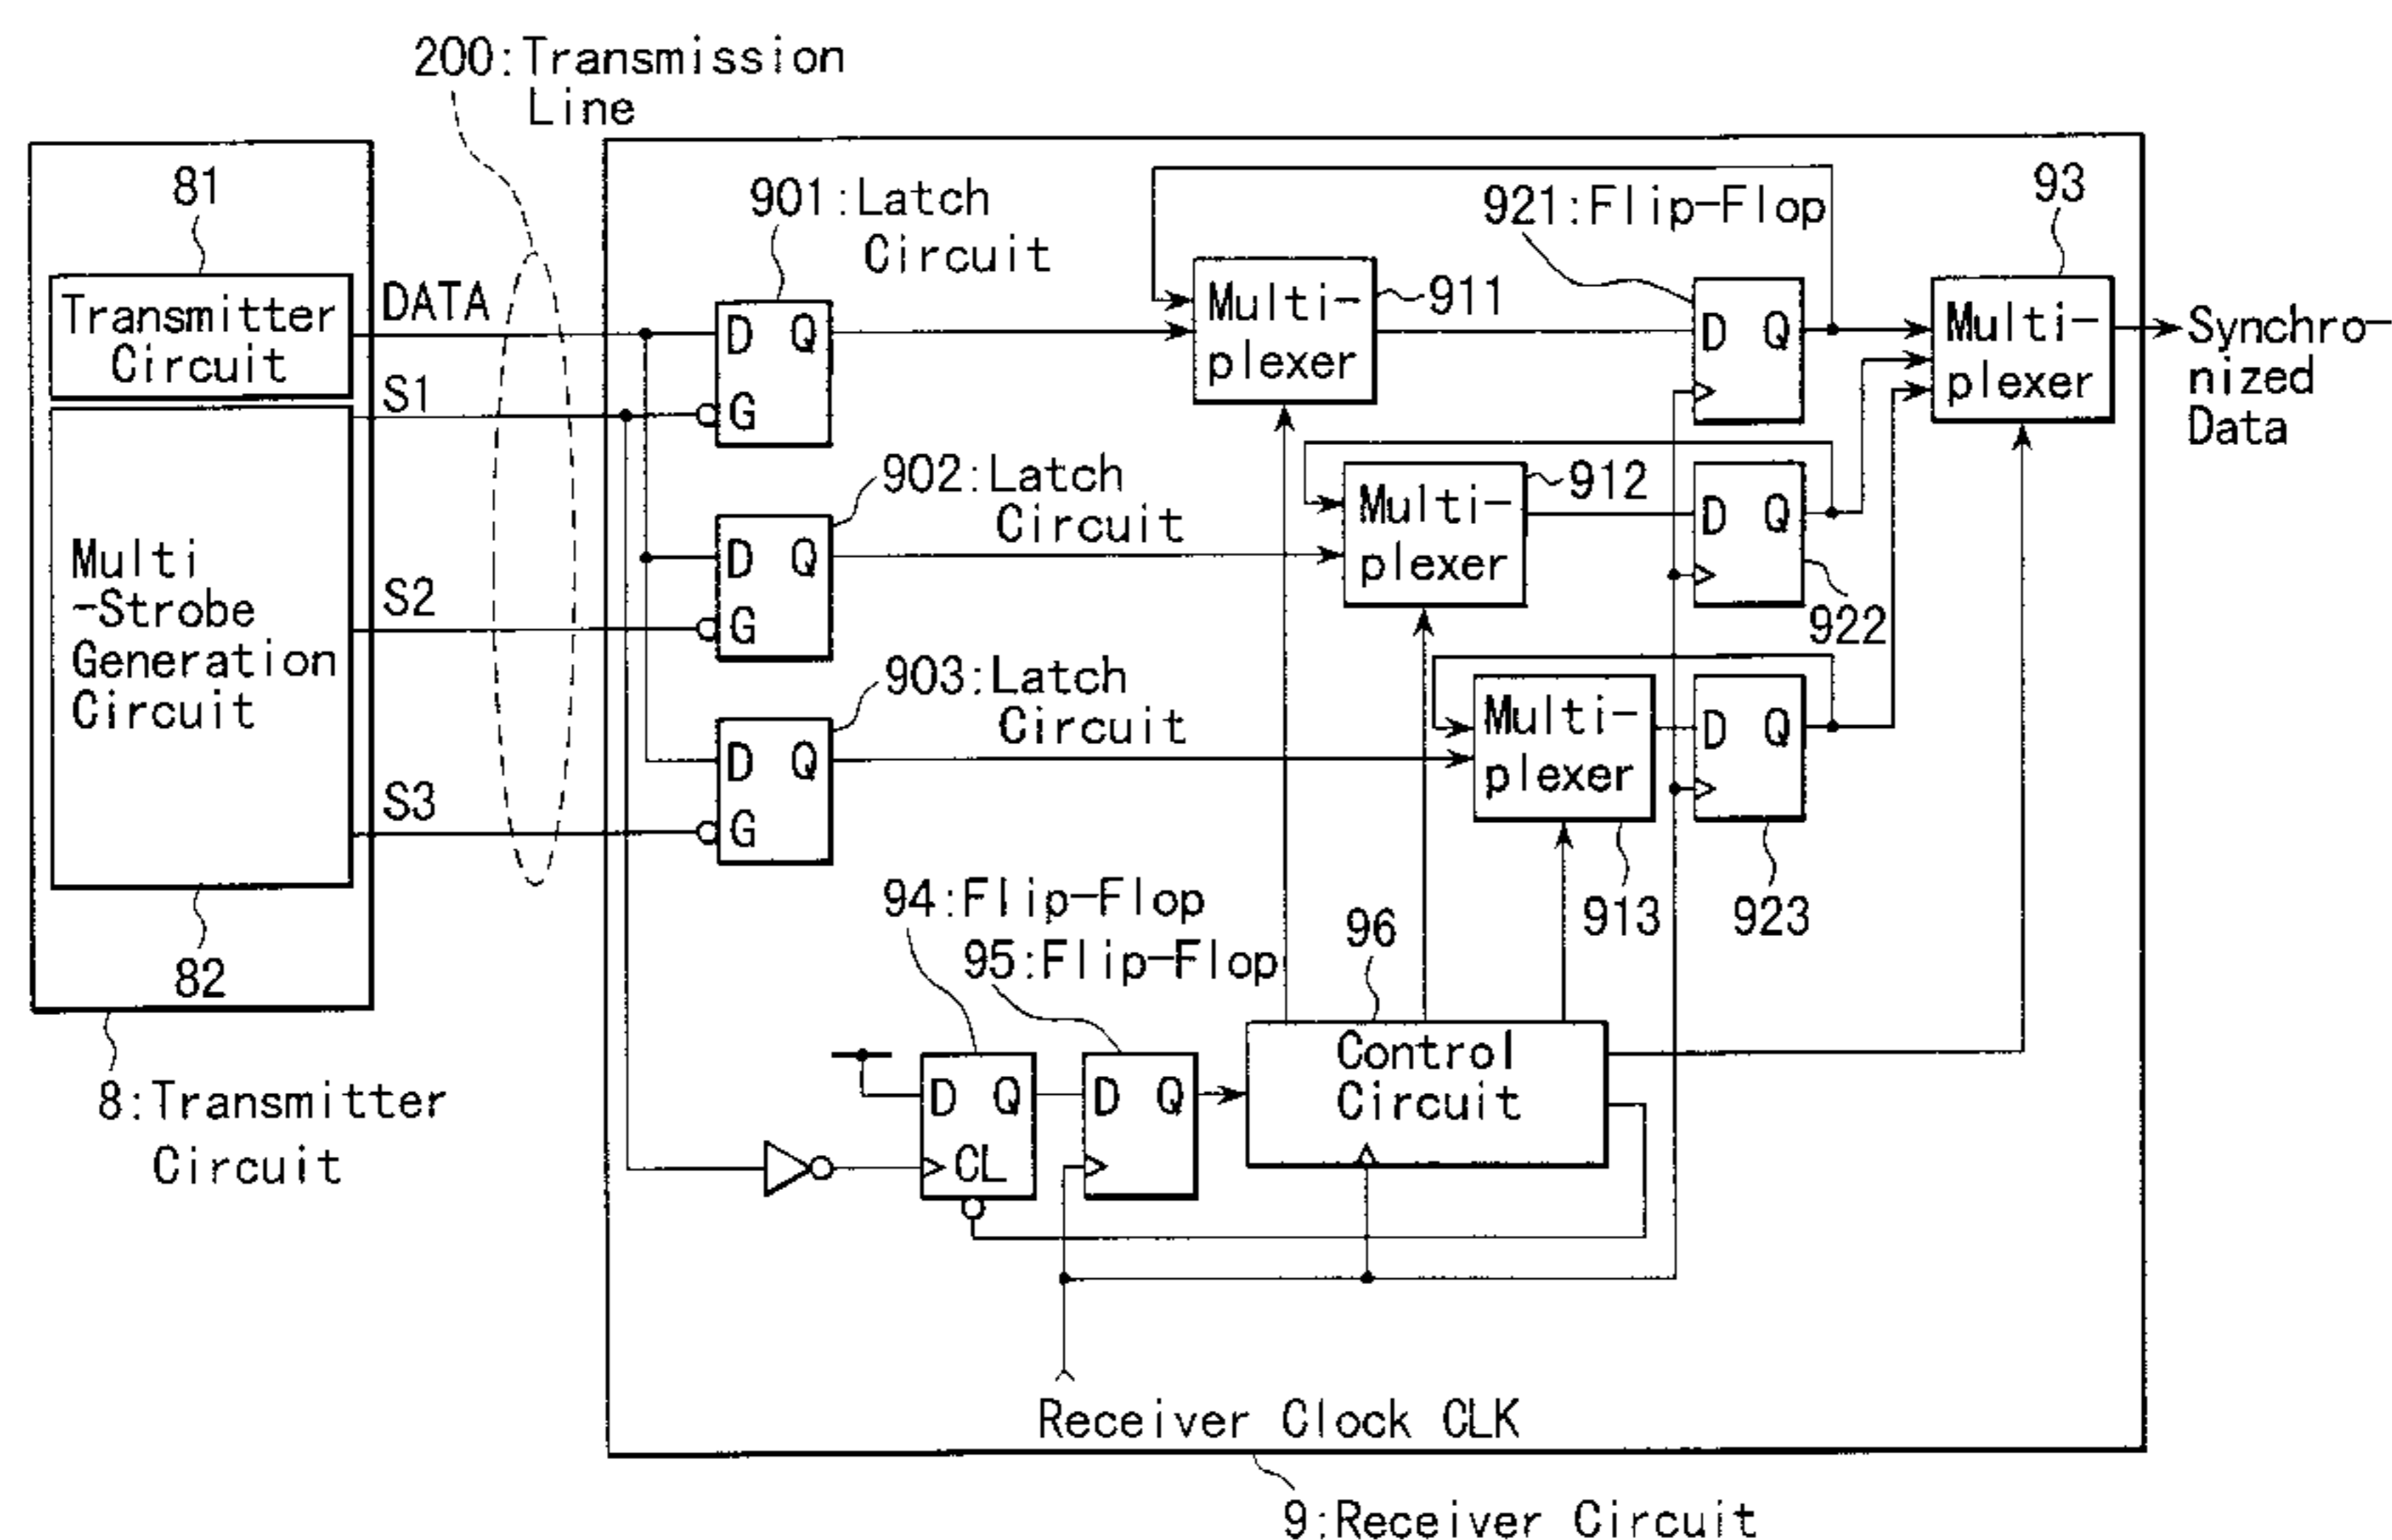 200:Transmission
Line
81
Transmitter
Circuit
Multi
-Strobe
Generation
Circuit
82
8:Transmitter
Circuit
DATA
S1
S2
S3
901:Latch
Circuit
D Q
G
902:Latch
Circuit
D Q
G
903:Latch
Circuit
D Q
G
Multi-
plexer
911
Multi-
plexer
912
Multi-
plexer
913
921:Flip-Flop
D Q
D Q
922
D Q
923
93
Multi-
plexer
Synchro-
nized
Data
94:Flip-Flop
95:Flip-Flop
D Q
CL
D Q
96
Control
Circuit
Receiver Clock CLK
9:Receiver Circuit